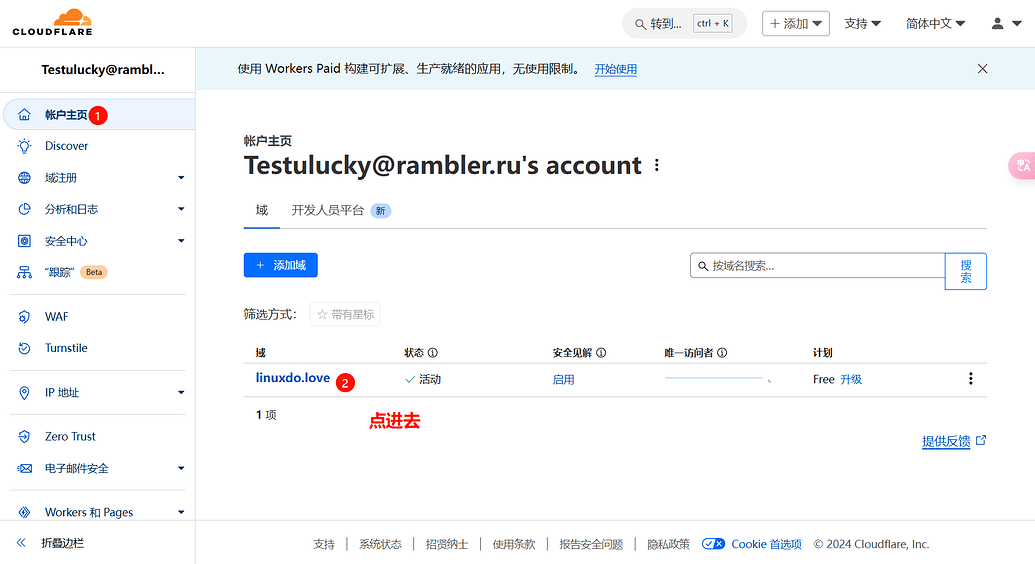 CLOUDFLARE
转到... ctrl + K
+ 添加
支持
简体中文
Testulucky@rambl...
使用 Workers Paid 构建可扩展、生产就绪的应用，无使用限制。 开始使用
帐户主页 1
Discover
域注册
分析和日志
安全中心
“跟踪” Beta
WAF
Turnstile
IP 地址
Zero Trust
电子邮件安全
Workers 和 Pages
折叠边栏
帐户主页
Testulucky@rambler.ru's account
域 开发人员平台 新
+ 添加域
按域名搜索...
搜
索
筛选方式： 带有星标
域 状态 安全见解 唯一访问者 计划
linuxdo.love 2 活动 启用 Free 升级
1 项
点进去
提供反馈
支持 系统状态 招贤纳士 使用条款 报告安全问题 隐私政策 Cookie 首选项 © 2024 Cloudflare, Inc.
中
A